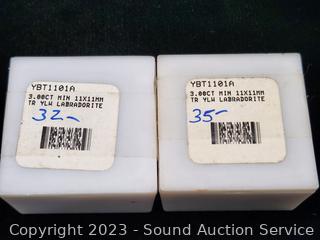 YBT1101A
3.00CT MIN 11X11MM
TR YLW LABRADORITE
32-
YBT1101A
3.00CT MIN 11X11MM
TR YLW LABRADORITE
35-
Copyright 2023 - Sound Auction Service